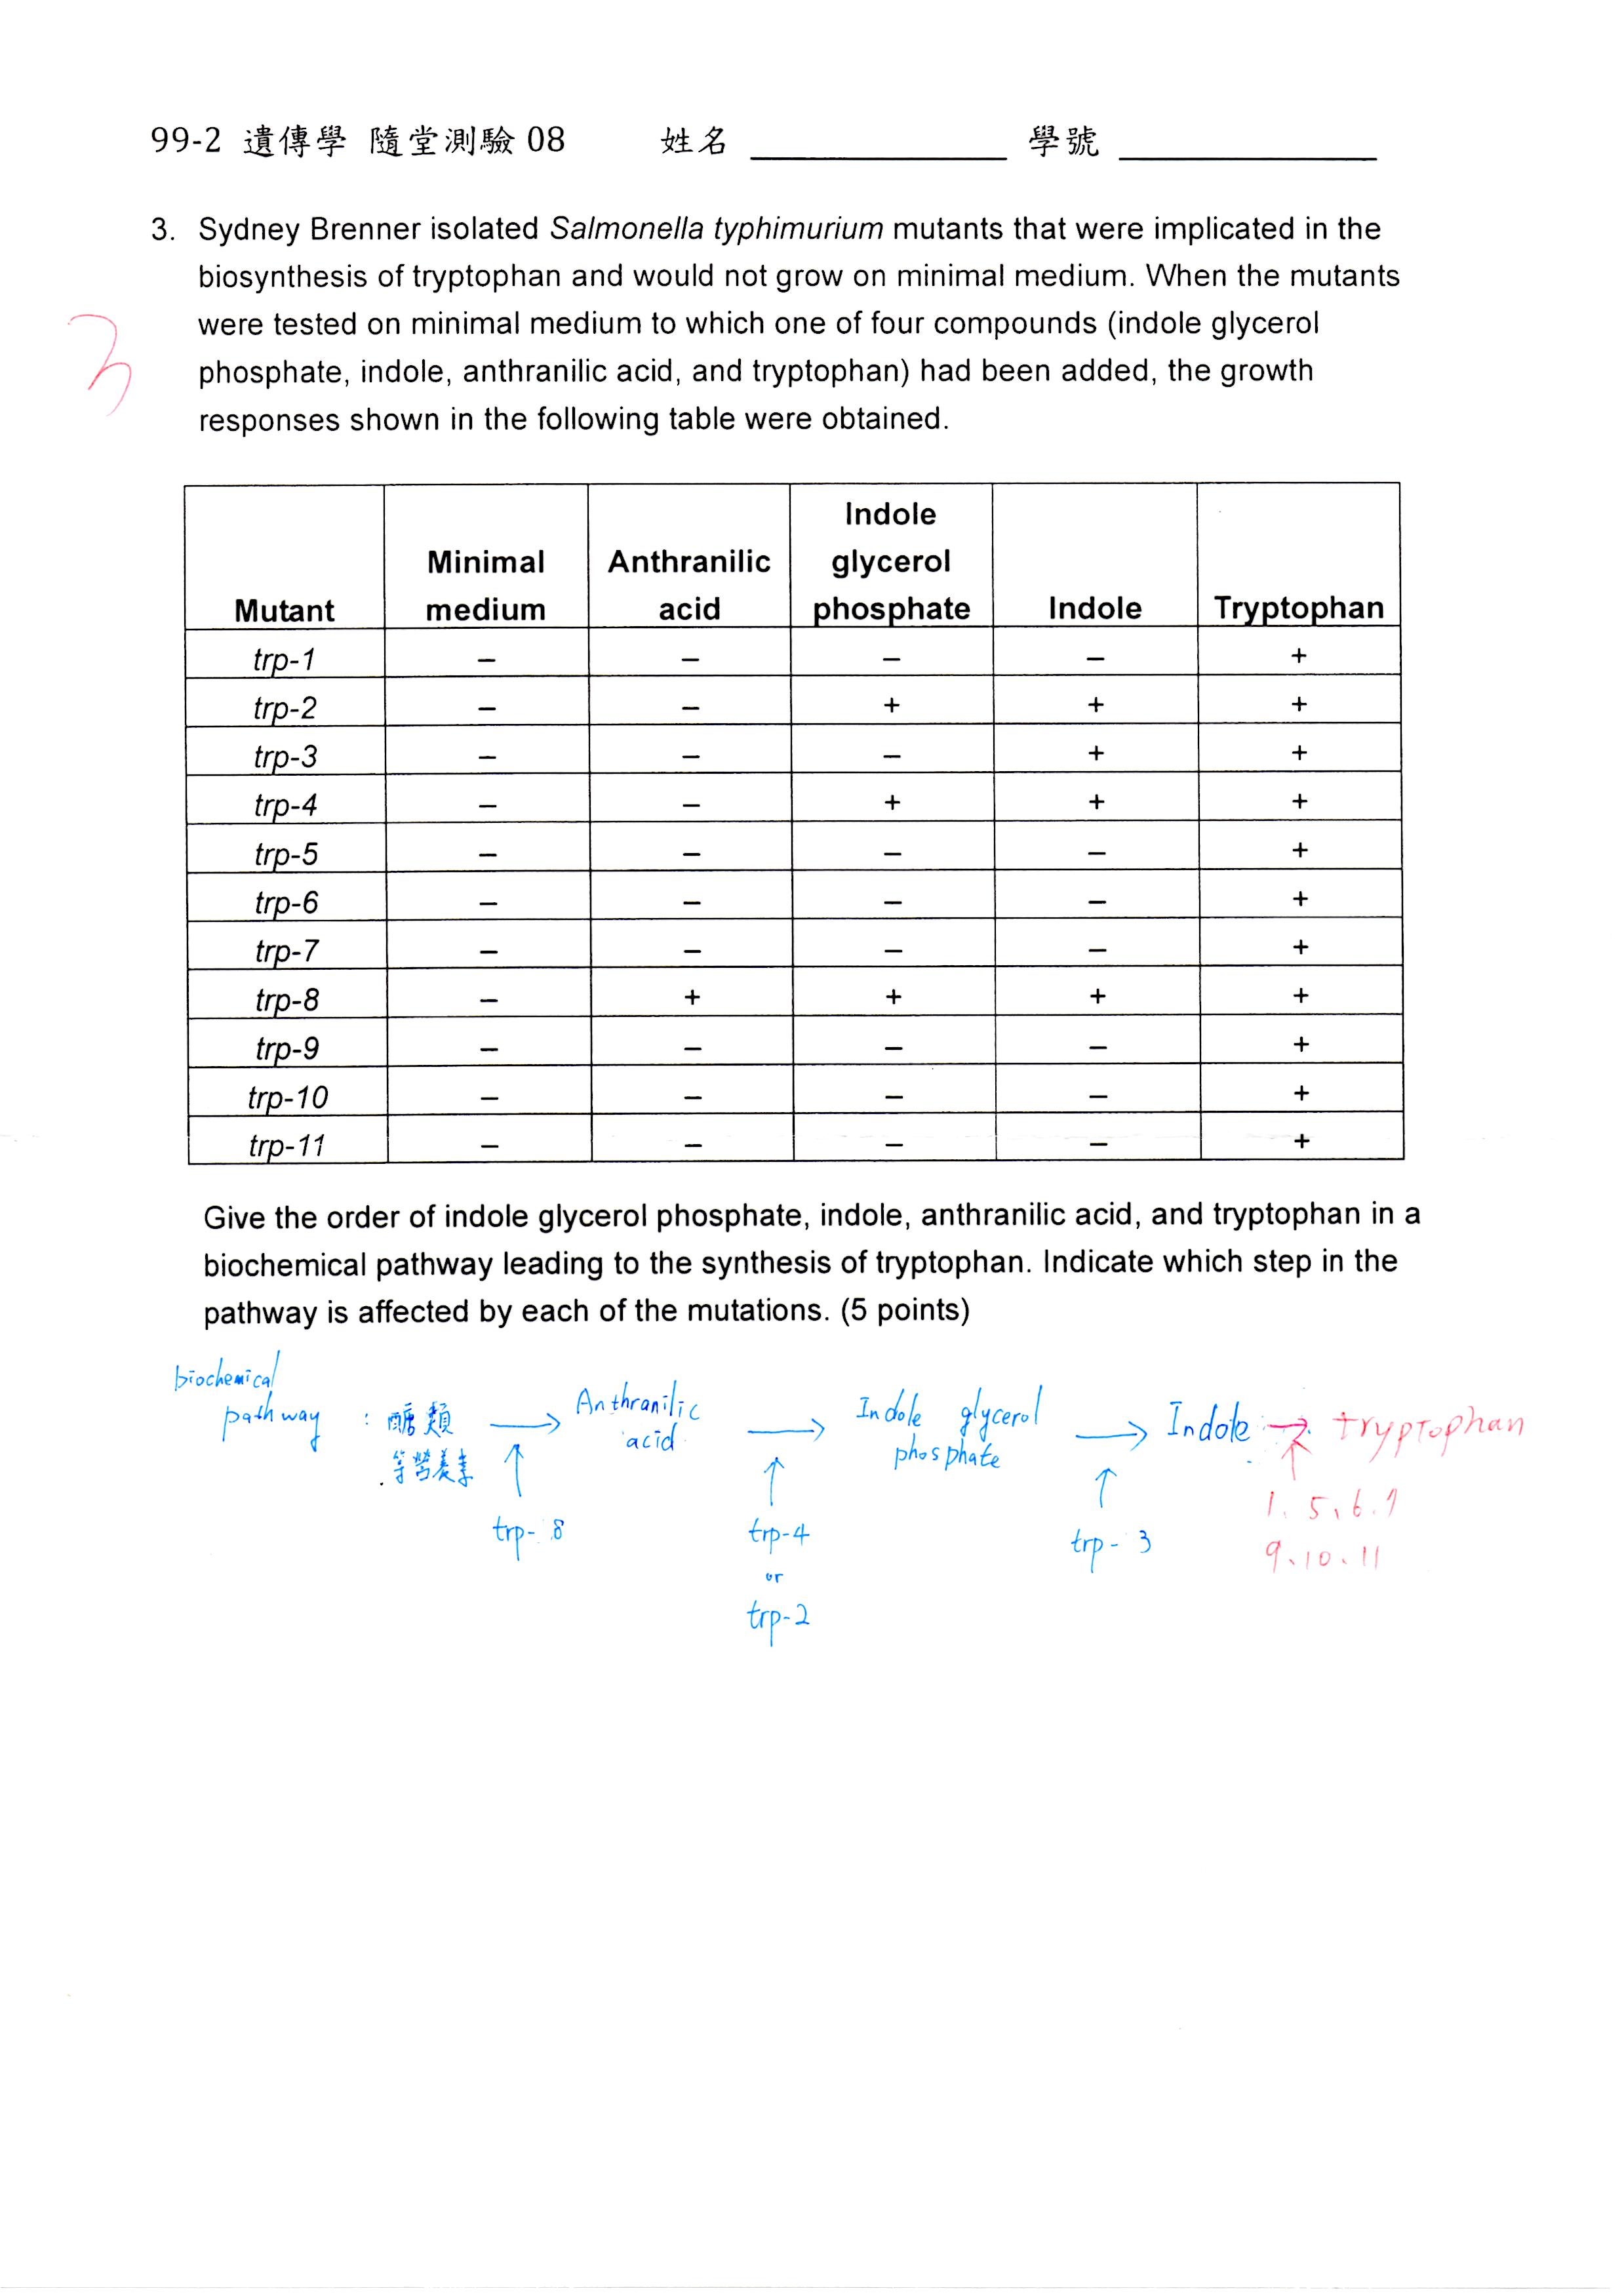 99-2 遺傳學 隨堂測驗 08 姓名 學號
3. Sydney Brenner isolated Salmonella typhimurium mutants that were implicated in the
biosynthesis of tryptophan and would not grow on minimal medium. When the mutants
were tested on minimal medium to which one of four compounds (indole glycerol
phosphate, indole, anthranilic acid, and tryptophan) had been added, the growth
responses shown in the following table were obtained.
3
Mutant Minimal medium Anthranilic acid Indole glycerol phosphate Indole Tryptophan
trp-1 – – – – +
trp-2 – – + + +
trp-3 – – – + +
trp-4 – – + + +
trp-5 – – – – +
trp-6 – – – – +
trp-7 – – – – +
trp-8 – + + + +
trp-9 – – – – +
trp-10 – – – – +
trp-11 – – – – +
Give the order of indole glycerol phosphate, indole, anthranilic acid, and tryptophan in a
biochemical pathway leading to the synthesis of tryptophan. Indicate which step in the
pathway is affected by each of the mutations. (5 points)
biochemical
pathway : 醣類 → Anthranilic acid → Indole glycerol phosphate → Indole → tryptophan
等營養素
↑ ↑ ↑ ↑
trp-8 trp-4 trp-3 1、5、6、7
or 9、10、11
trp-2